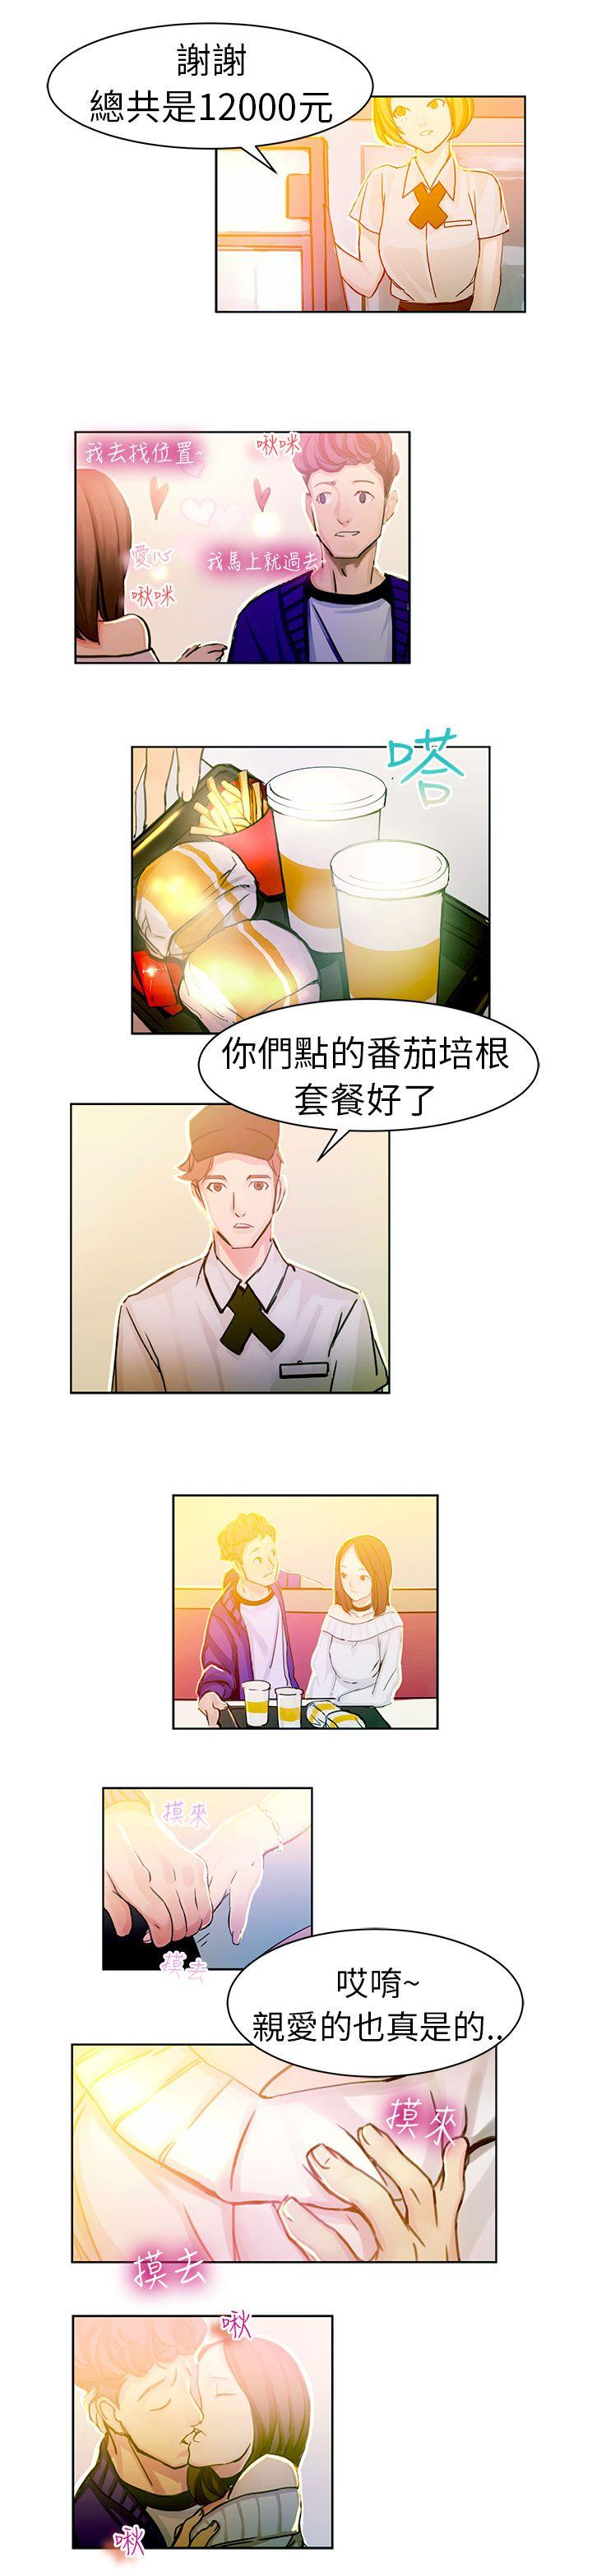 謝謝
總共是12000元
我去找位置~
啾咪
愛心
我馬上就過去~
啾咪
嗒
你們點的番茄培根
套餐好了
摸來
摸去
哎唷~
親愛的也真是的..
摸來
摸去
啾
啾